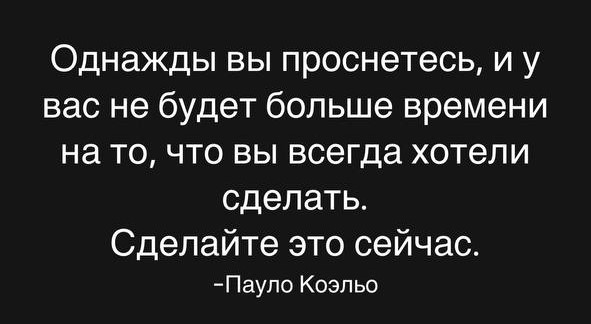 Однажды вы проснетесь, и у
вас не будет больше времени
на то, что вы всегда хотели
сделать.
Сделайте это сейчас.
-Пауло Коэльо